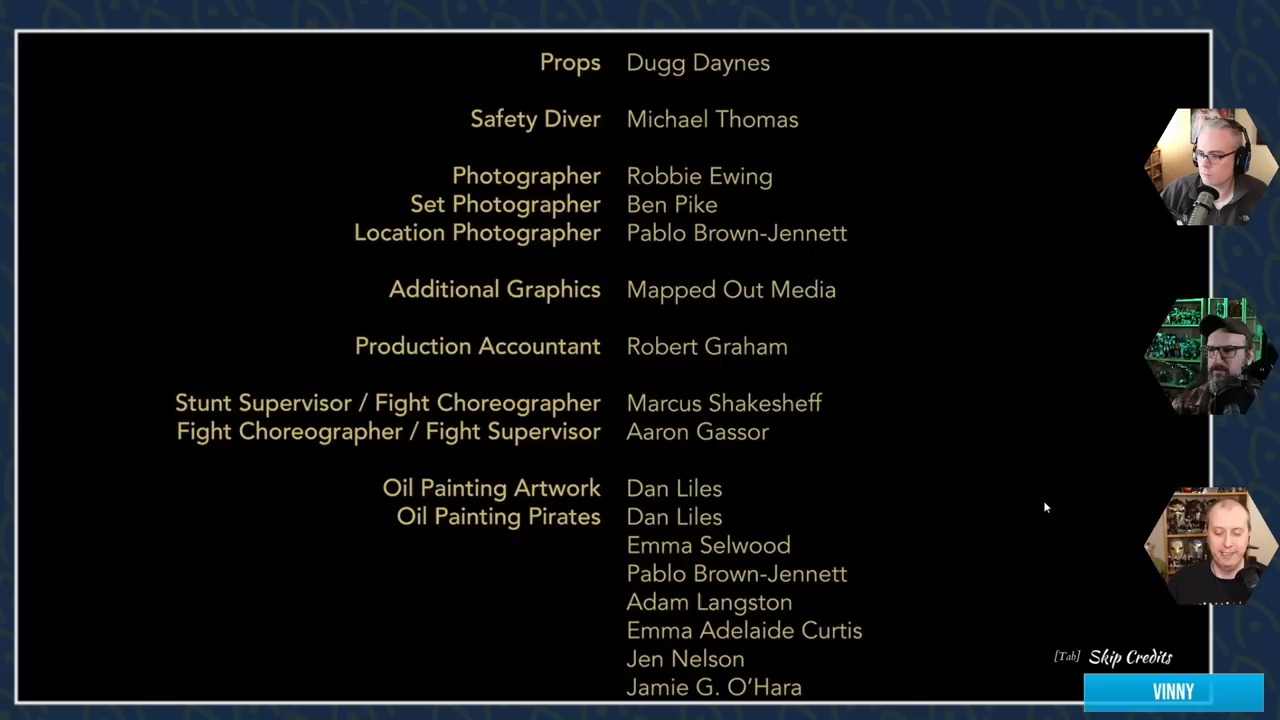 Props Dugg Daynes
Safety Diver Michael Thomas
Photographer Robbie Ewing
Set Photographer Ben Pike
Location Photographer Pablo Brown-Jennett
Additional Graphics Mapped Out Media
Production Accountant Robert Graham
Stunt Supervisor / Fight Choreographer Marcus Shakesheff
Fight Choreographer / Fight Supervisor Aaron Gassor
Oil Painting Artwork Dan Liles
Oil Painting Pirates Dan Liles
Emma Selwood
Pablo Brown-Jennett
Adam Langston
Emma Adelaide Curtis
Jen Nelson
Jamie G. O’Hara
[Tab] Skip Credits
VINNY